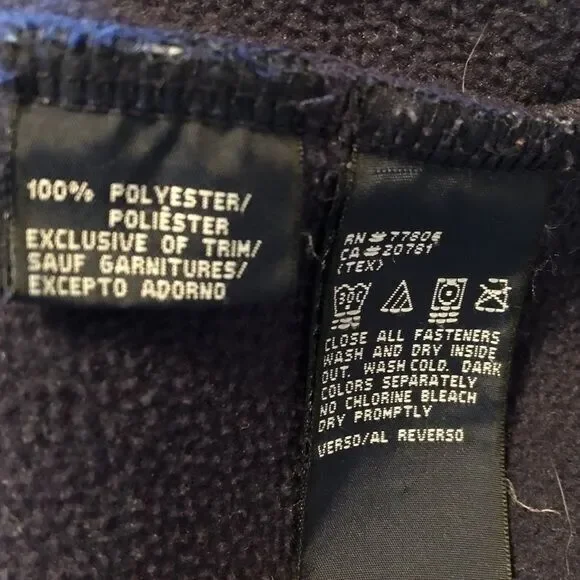 100% POLYESTER/
POLIÉSTER
EXCLUSIVE OF TRIM/
SAUF GARNITURES/
EXCEPTO ADORNO
RN 77806
CA 20781
(TEX)
30C
CLOSE ALL FASTENERS
WASH AND DRY INSIDE
OUT. WASH COLD. DARK
COLORS SEPARATELY
NO CHLORINE BLEACH
DRY PROMPTLY
VERSO/AL REVERSO